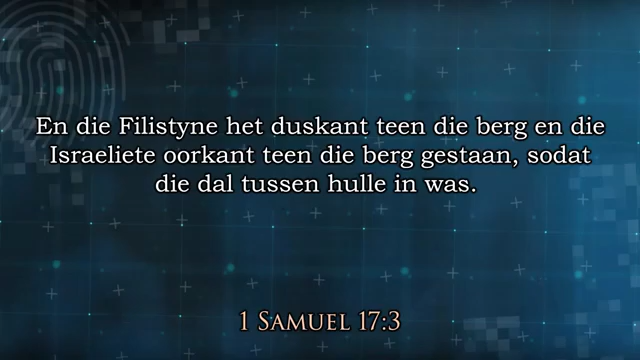 En die Filistyne het duskant teen die berg en die
Israeliete oorkant teen die berg gestaan, sodat
die dal tussen hulle in was.
1 Samuel 17:3